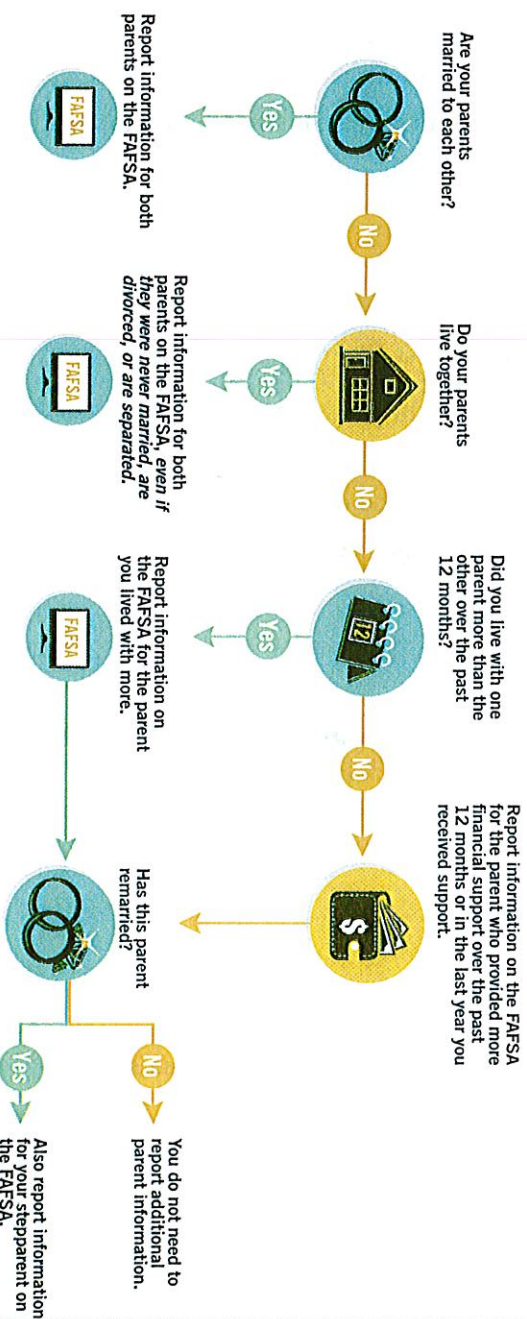 Are your parents
married to each other?
Yes
Report information for both
parents on the FAFSA.
FAFSA
No
Do your parents
live together?
Yes
Report information for both
parents on the FAFSA, even if
they were never married, are
divorced, or are separated.
FAFSA
No
Did you live with one
parent more than the
other over the past
12 months?
12
Yes
Report information on
the FAFSA for the parent
you lived with more.
FAFSA
No
Report information on the FAFSA
for the parent who provided more
financial support over the past
12 months or in the last year you
received support.
$
Has this parent
remarried?
No
You do not need to
report additional
parent information.
Yes
Also report information
for your stepparent on
the FAFSA.